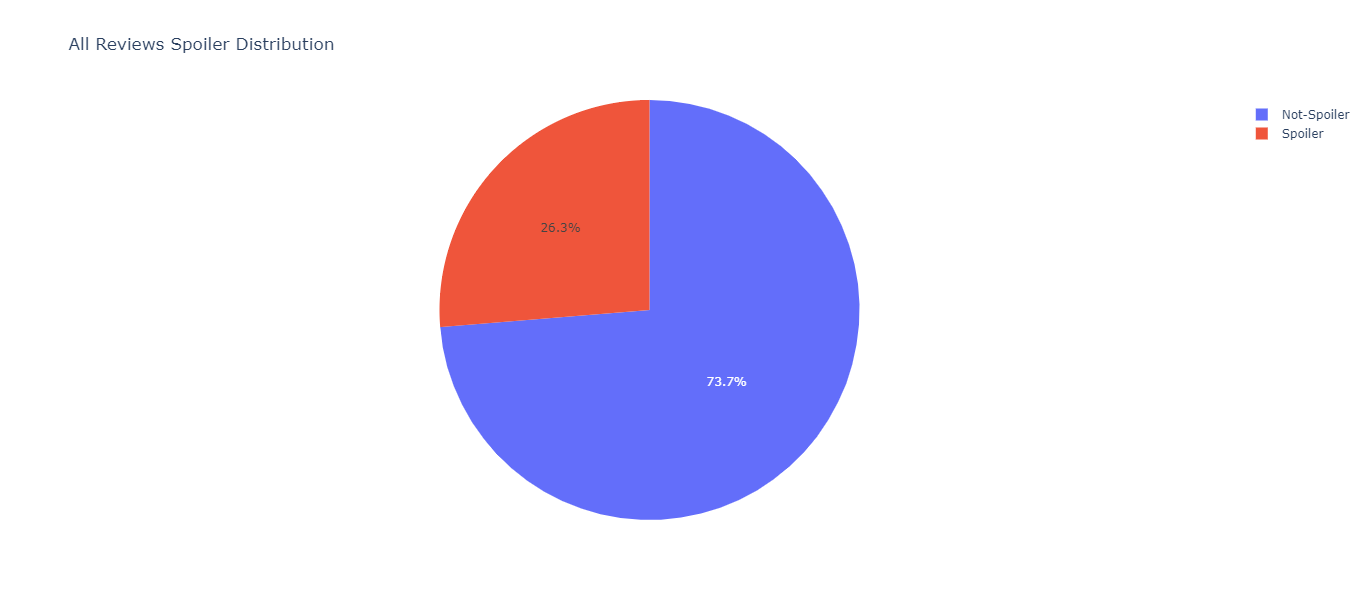 All Reviews Spoiler Distribution
Not-Spoiler
Spoiler
26.3%
73.7%